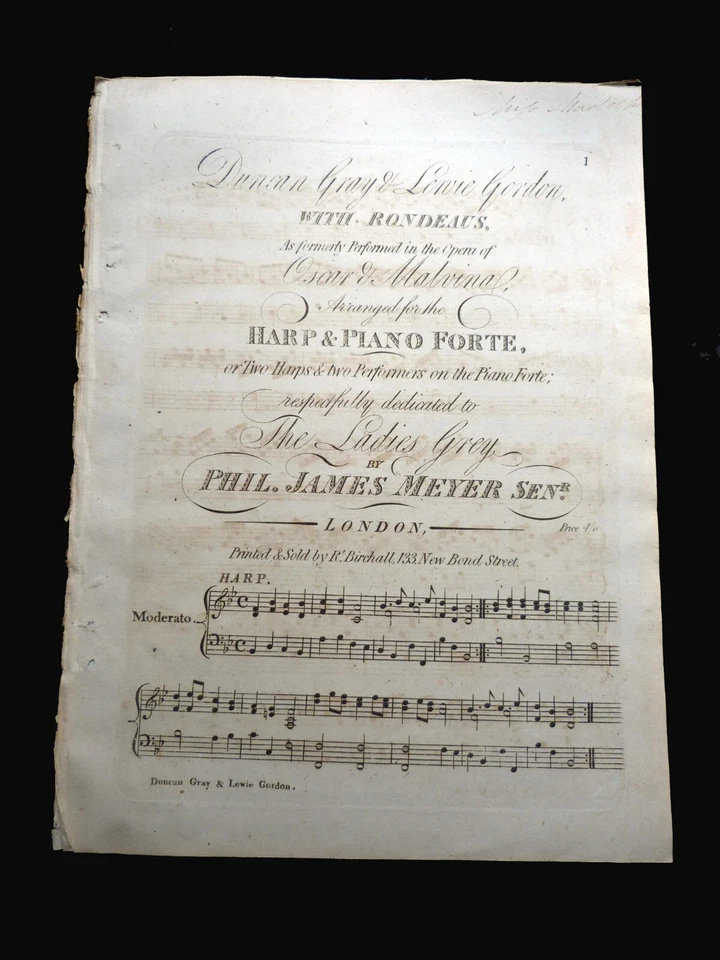 Miss
1
Duncan Gray & Lewie Gordon,
WITH RONDEAUS,
As formerly Performed in the Opera of
Oscar & Malvina,
Arranged for the
HARP & PIANO FORTE,
or Two Harps & two Performers on the Piano Forte;
respectfully dedicated to
The Ladies Grey
BY
PHIL. JAMES MEYER SENR.
LONDON,
Price 4/0
Printed & Sold by Rt. Birchall, 133, New Bond Street.
HARP.
Moderato.
Duncan Gray & Lewie Gordon.